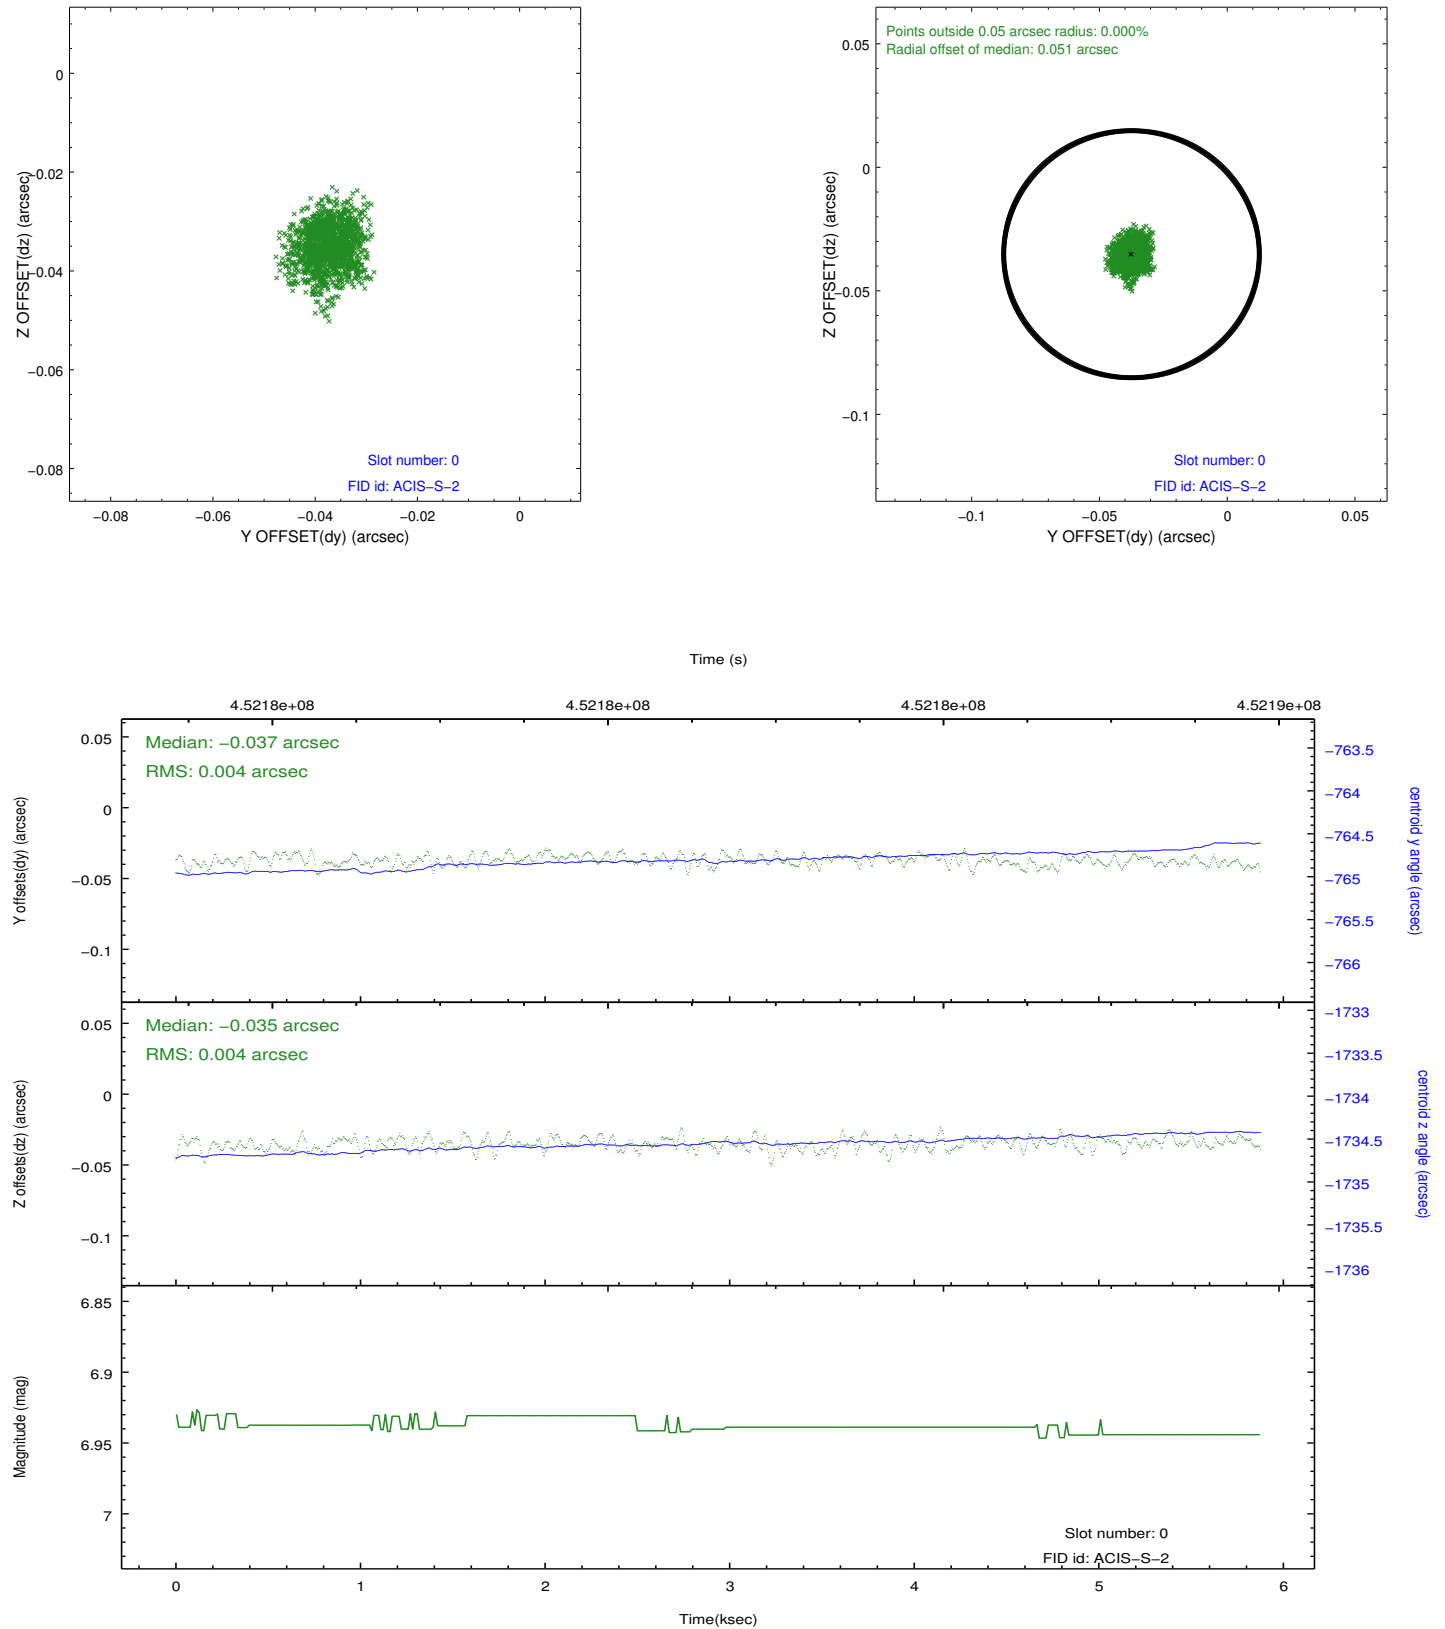 0
−0.02
−0.04
−0.06
−0.08
Z OFFSET(dz) (arcsec)
Slot number: 0
FID id: ACIS−S−2
−0.08 −0.06 −0.04 −0.02 0
Y OFFSET(dy) (arcsec)
Points outside 0.05 arcsec radius: 0.000%
Radial offset of median: 0.051 arcsec
0.05
0
−0.05
−0.1
Z OFFSET(dz) (arcsec)
Slot number: 0
FID id: ACIS−S−2
−0.1 −0.05 0 0.05
Y OFFSET(dy) (arcsec)
Time (s)
4.5218e+08 4.5218e+08 4.5218e+08 4.5219e+08
Median: −0.037 arcsec
RMS: 0.004 arcsec
0.05
0
−0.05
−0.1
Y offsets(dy) (arcsec)
−763.5
−764
−764.5
−765
−765.5
−766
centroid y angle (arcsec)
Median: −0.035 arcsec
RMS: 0.004 arcsec
0.05
0
−0.05
−0.1
Z offsets(dz) (arcsec)
−1733
−1733.5
−1734
−1734.5
−1735
−1735.5
−1736
centroid z angle (arcsec)
6.85
6.9
6.95
7
Magnitude (mag)
Slot number: 0
FID id: ACIS−S−2
0 1 2 3 4 5 6
Time(ksec)